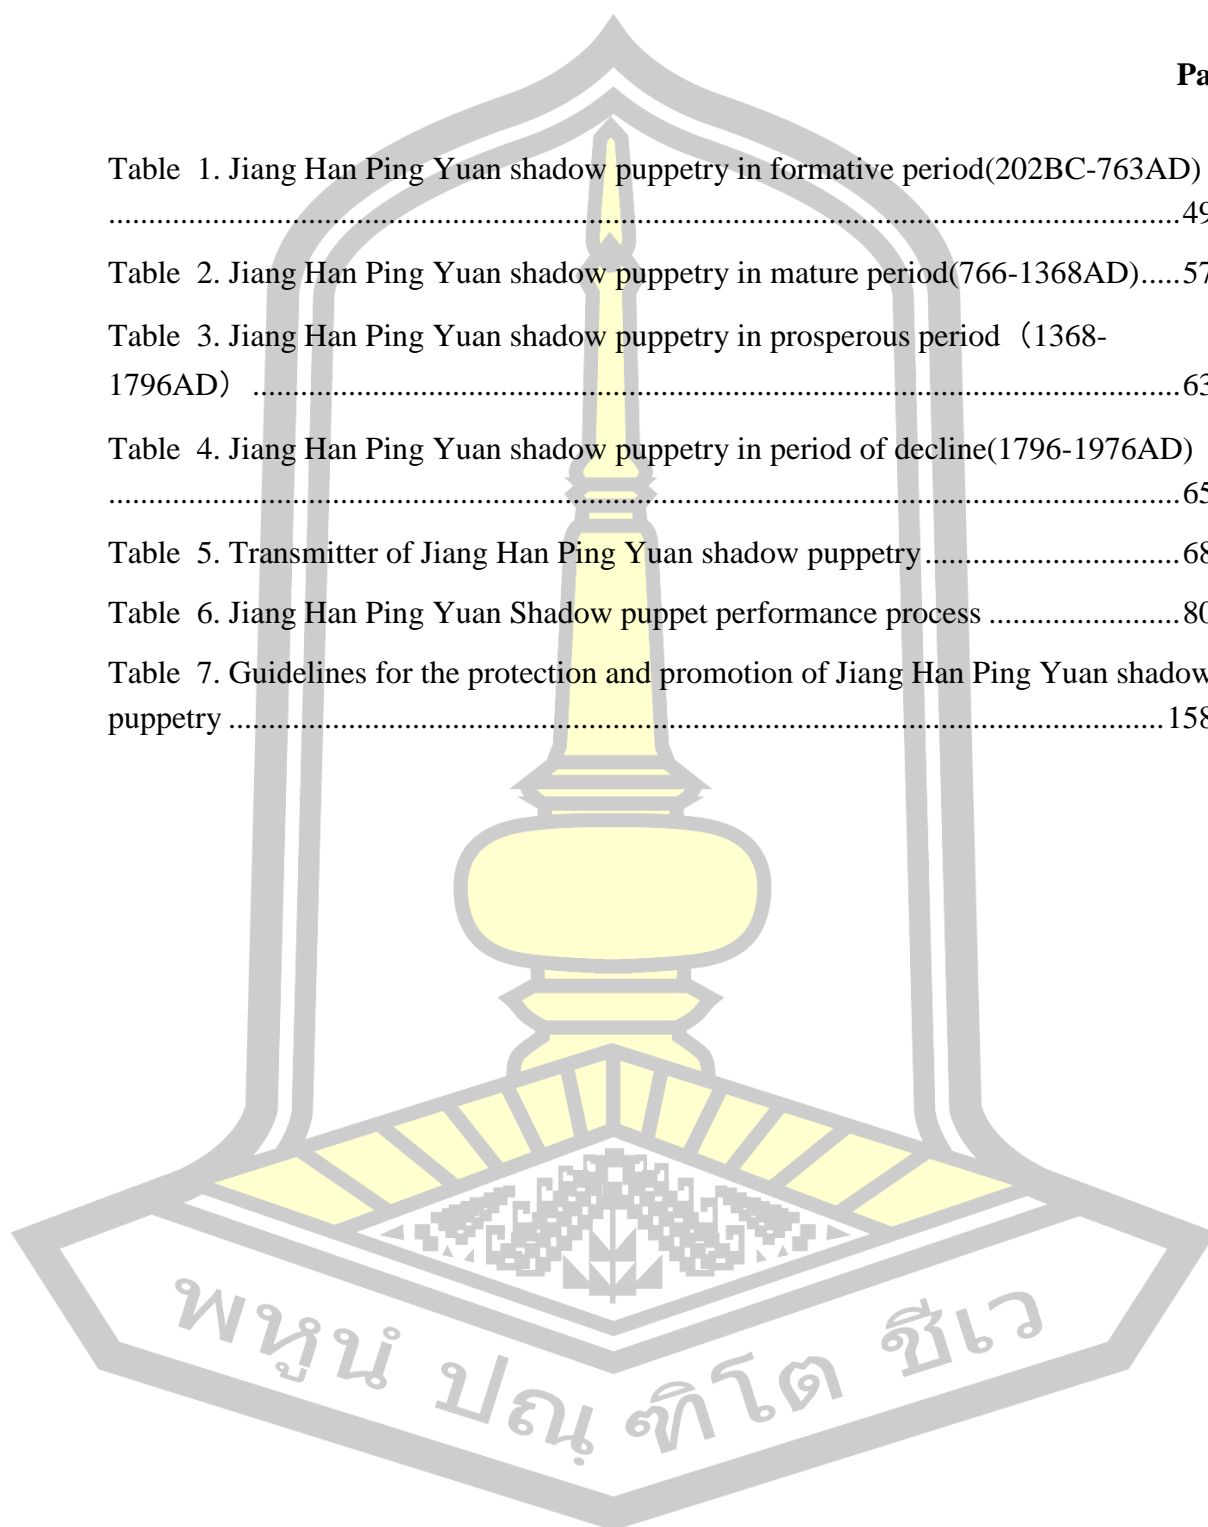 Pa
Table 1. Jiang Han Ping Yuan shadow puppetry in formative period(202BC-763AD)
....................................................................................................................................49
Table 2. Jiang Han Ping Yuan shadow puppetry in mature period(766-1368AD).....57
Table 3. Jiang Han Ping Yuan shadow puppetry in prosperous period（1368-
1796AD） ...................................................................................................................63
Table 4. Jiang Han Ping Yuan shadow puppetry in period of decline(1796-1976AD)
....................................................................................................................................65
Table 5. Transmitter of Jiang Han Ping Yuan shadow puppetry...............................68
Table 6. Jiang Han Ping Yuan Shadow puppet performance process .......................80
Table 7. Guidelines for the protection and promotion of Jiang Han Ping Yuan shadow
puppetry ...................................................................................................................158
พหูนํ ปณฺฑิโต ชีเว